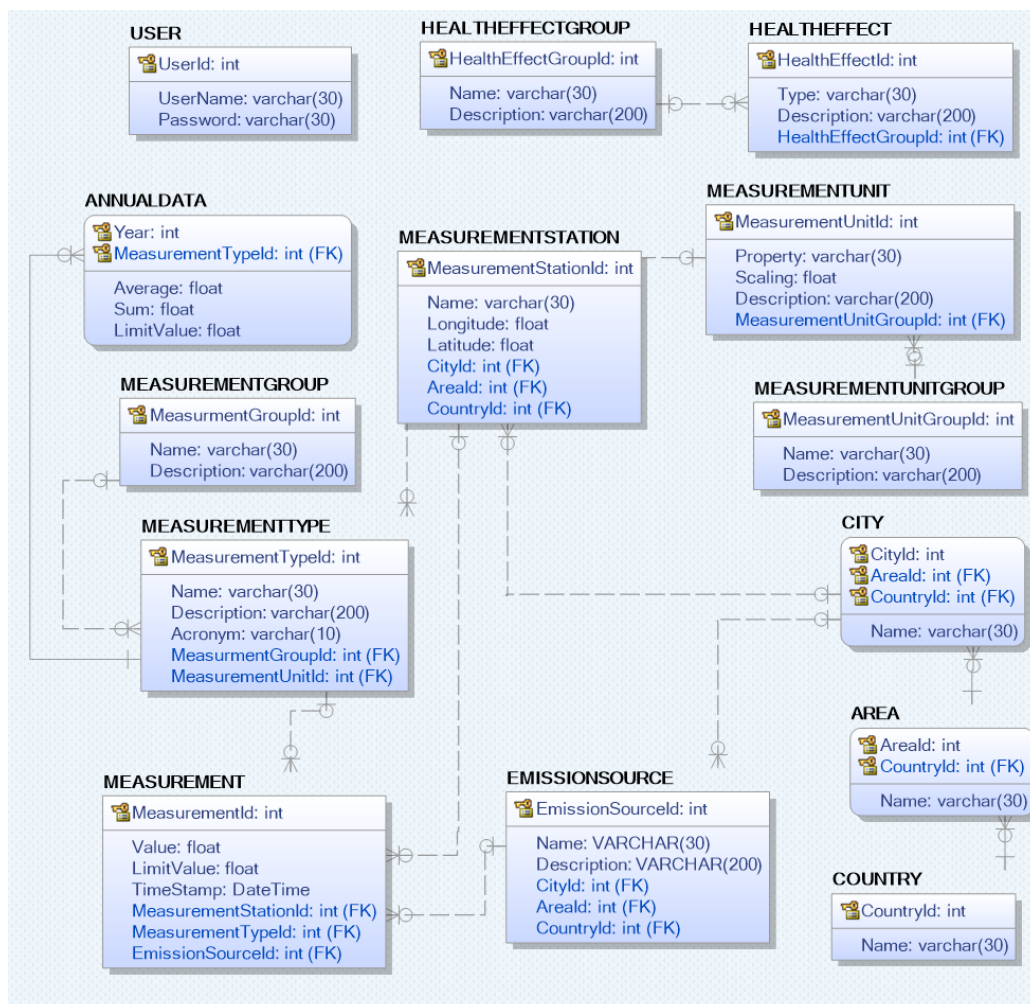 USER
UserId: int
UserName: varchar(30)
Password: varchar(30)
HEALTHEFFECTGROUP
HealthEffectGroupId: int
Name: varchar(30)
Description: varchar(200)
HEALTHEFFECT
HealthEffectId: int
Type: varchar(30)
Description: varchar(200)
HealthEffectGroupId: int (FK)
ANNUALDATA
Year: int
MeasurementTypeId: int (FK)
Average: float
Sum: float
LimitValue: float
MEASUREMENTSTATION
MeasurementStationId: int
Name: varchar(30)
Longitude: float
Latitude: float
CityId: int (FK)
AreaId: int (FK)
CountryId: int (FK)
MEASUREMENTUNIT
MeasurementUnitId: int
Property: varchar(30)
Scaling: float
Description: varchar(200)
MeasurementUnitGroupId: int (FK)
MEASUREMENTGROUP
MeasurmentGroupId: int
Name: varchar(30)
Description: varchar(200)
MEASUREMENTUNITGROUP
MeasurementUnitGroupId: int
Name: varchar(30)
Description: varchar(200)
MEASUREMENTTYPE
MeasurementTypeId: int
Name: varchar(30)
Description: varchar(200)
Acronym: varchar(10)
MeasurmentGroupId: int (FK)
MeasurementUnitId: int (FK)
CITY
CityId: int
AreaId: int (FK)
CountryId: int (FK)
Name: varchar(30)
AREA
AreaId: int
CountryId: int (FK)
Name: varchar(30)
MEASUREMENT
MeasurementId: int
Value: float
LimitValue: float
TimeStamp: DateTime
MeasurementStationId: int (FK)
MeasurementTypeId: int (FK)
EmissionSourceId: int (FK)
EMISSIONSOURCE
EmissionSourceId: int
Name: VARCHAR(30)
Description: VARCHAR(200)
CityId: int (FK)
AreaId: int (FK)
CountryId: int (FK)
COUNTRY
CountryId: int
Name: varchar(30)